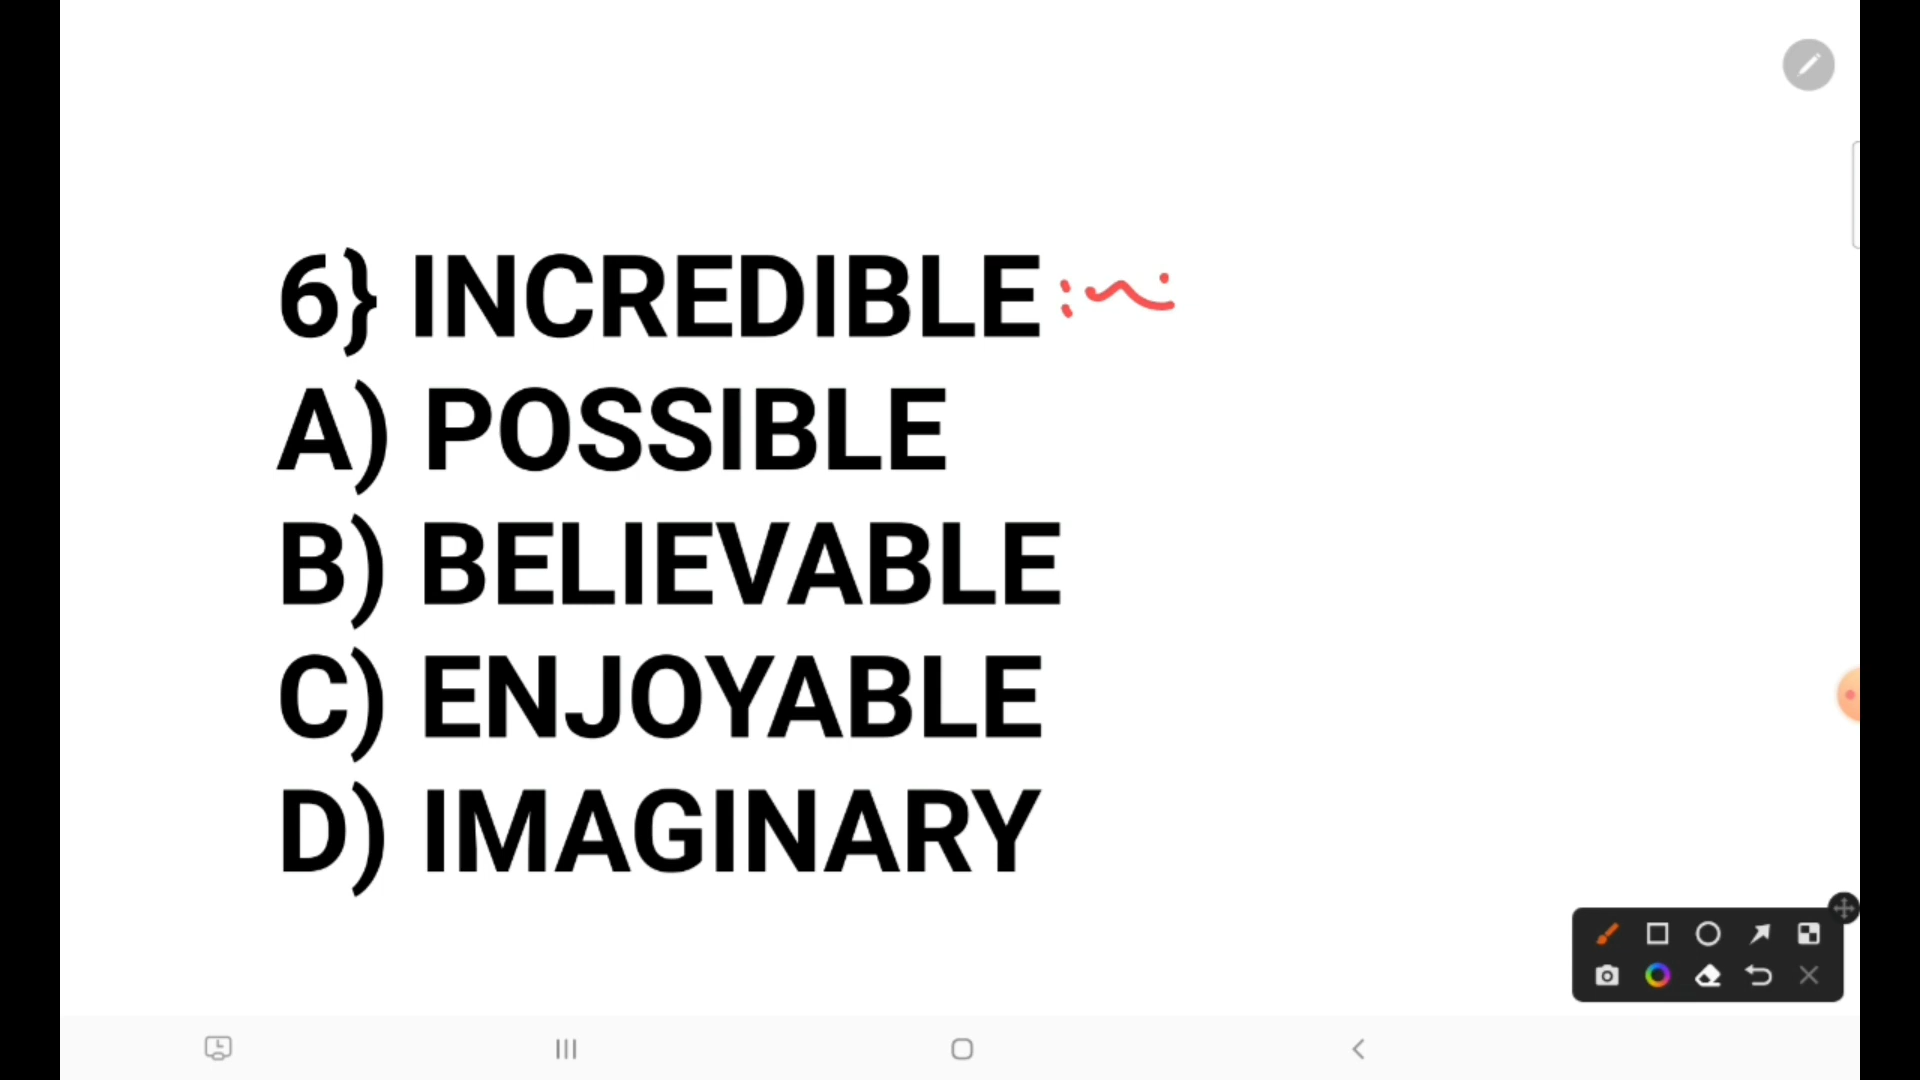 6} INCREDIBLE
A) POSSIBLE
B) BELIEVABLE
C) ENJOYABLE
D) IMAGINARY